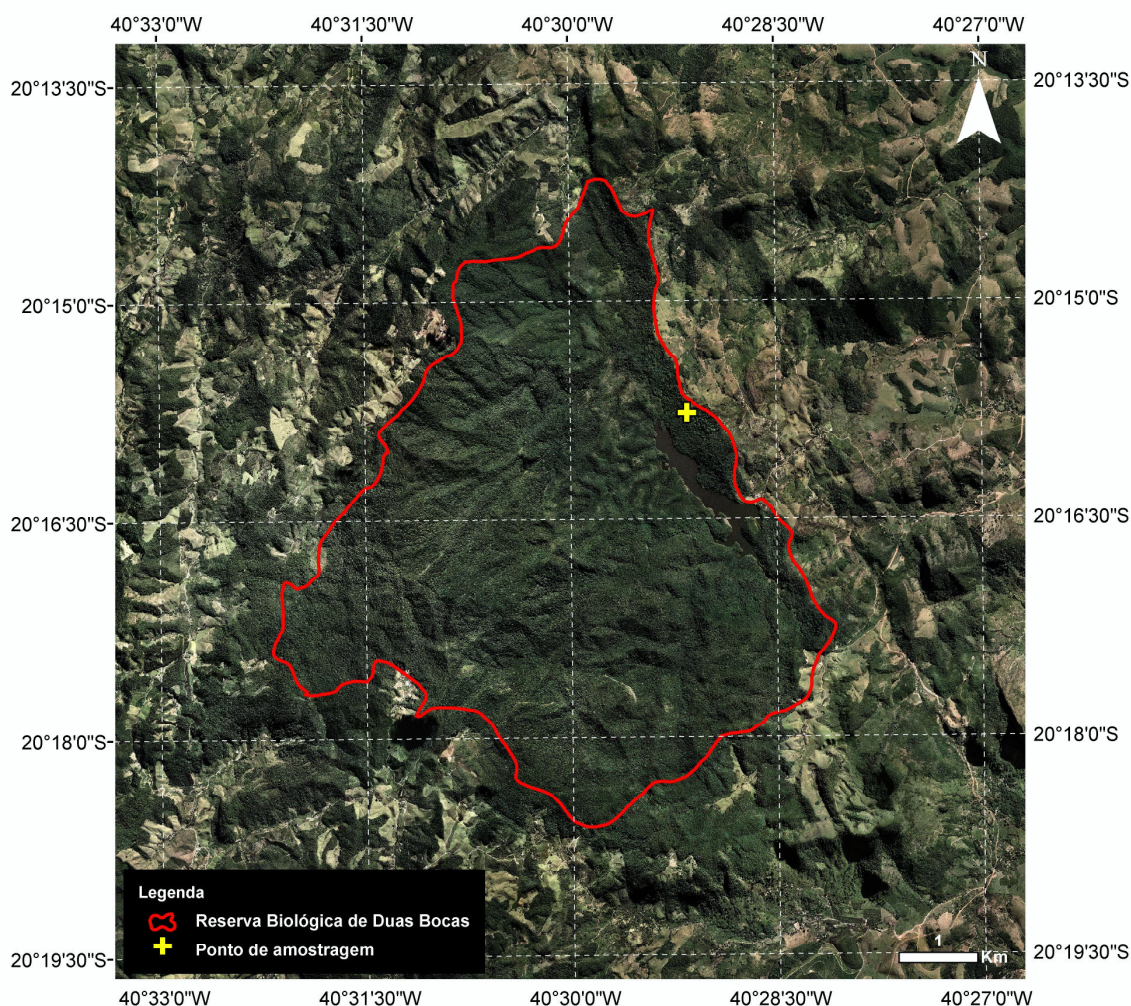 40°33'0"W 40°31'30"W 40°30'0"W 40°28'30"W 40°27'0"W
N
20°13'30"S 20°13'30"S
20°15'0"S 20°15'0"S
20°16'30"S 20°16'30"S
20°18'0"S 20°18'0"S
Legenda
Reserva Biológica de Duas Bocas
Ponto de amostragem
1
Km
20°19'30"S 20°19'30"S
40°33'0"W 40°31'30"W 40°30'0"W 40°28'30"W 40°27'0"W